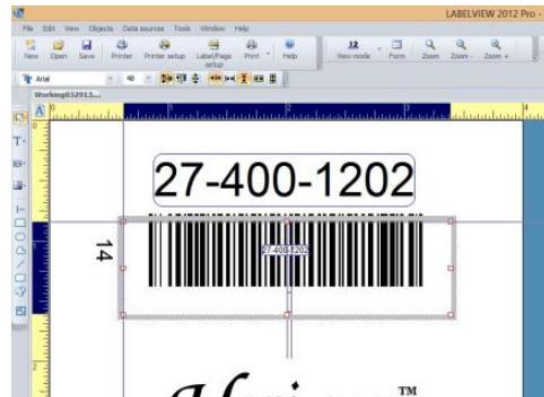 LABELVIEW 2012 Pro -
File Edit View Objects Data sources Tools Window Help
New Open Save Printer Printer setup Label/Page setup Print Help View mode Form Zoom Zoom - Zoom +
Arial 48
Working032913...
27-400-1202
27-400-1202
14
TM